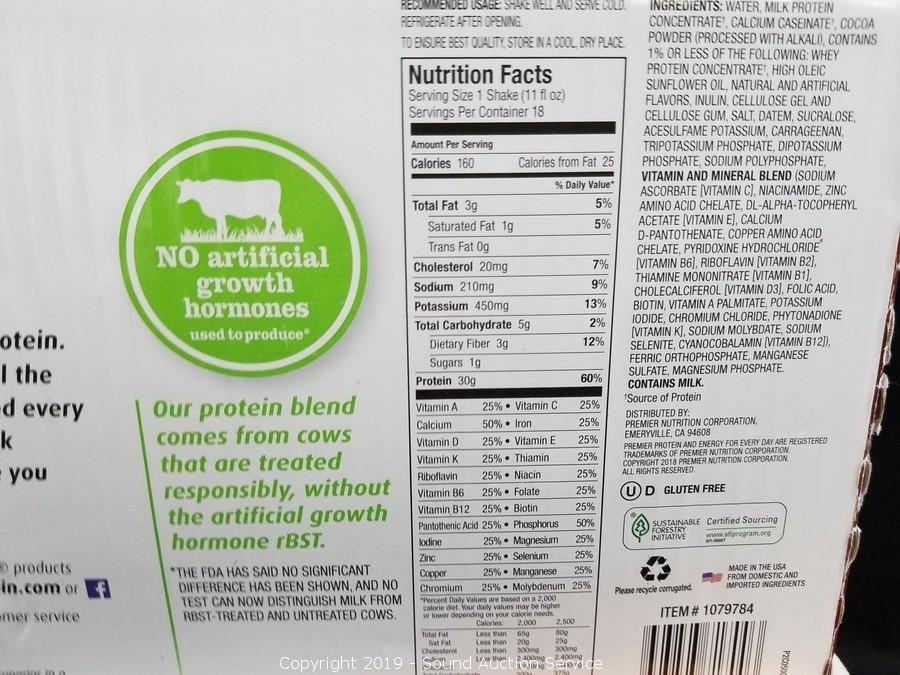 otein.
l the
d every
k
e you
® products
in.com or f
mer service
NO artificial
growth
hormones
used to produce*
Our protein blend
comes from cows
that are treated
responsibly, without
the artificial growth
hormone rBST.
*THE FDA HAS SAID NO SIGNIFICANT
DIFFERENCE HAS BEEN SHOWN, AND NO
TEST CAN NOW DISTINGUISH MILK FROM
RBST-TREATED AND UNTREATED COWS.
RECOMMENDED USAGE: SHAKE WELL AND SERVE COLD.
REFRIGERATE AFTER OPENING.
TO ENSURE BEST QUALITY, STORE IN A COOL, DRY PLACE.
Nutrition Facts
Serving Size 1 Shake (11 fl oz)
Servings Per Container 18
Amount Per Serving
Calories 160 Calories from Fat 25
% Daily Value*
Total Fat 3g 5%
Saturated Fat 1g 5%
Trans Fat 0g
Cholesterol 20mg 7%
Sodium 210mg 9%
Potassium 450mg 13%
Total Carbohydrate 5g 2%
Dietary Fiber 3g 12%
Sugars 1g
Protein 30g 60%
Vitamin A 25% • Vitamin C 25%
Calcium 50% • Iron 25%
Vitamin D 25% • Vitamin E 25%
Vitamin K 25% • Thiamin 25%
Riboflavin 25% • Niacin 25%
Vitamin B6 25% • Folate 25%
Vitamin B12 25% • Biotin 25%
Pantothenic Acid 25% • Phosphorus 50%
Iodine 25% • Magnesium 25%
Zinc 25% • Selenium 25%
Copper 25% • Manganese 25%
Chromium 25% • Molybdenum 25%
*Percent Daily Values are based on a 2,000
calorie diet. Your daily values may be higher
or lower depending on your calorie needs.
Calories: 2,000 2,500
Total Fat Less than 65g 80g
Sat Fat Less than 20g 25g
Cholesterol Less than 300mg 300mg
Less than 2,400mg 2,400mg
300g 375g
INGREDIENTS: WATER, MILK PROTEIN
CONCENTRATE†, CALCIUM CASEINATE†, COCOA
POWDER (PROCESSED WITH ALKALI), CONTAINS
1% OR LESS OF THE FOLLOWING: WHEY
PROTEIN CONCENTRATE†, HIGH OLEIC
SUNFLOWER OIL, NATURAL AND ARTIFICIAL
FLAVORS, INULIN, CELLULOSE GEL AND
CELLULOSE GUM, SALT, DATEM, SUCRALOSE,
ACESULFAME POTASSIUM, CARRAGEENAN,
TRIPOTASSIUM PHOSPHATE, DIPOTASSIUM
PHOSPHATE, SODIUM POLYPHOSPHATE,
VITAMIN AND MINERAL BLEND (SODIUM
ASCORBATE [VITAMIN C], NIACINAMIDE, ZINC
AMINO ACID CHELATE, DL-ALPHA-TOCOPHERYL
ACETATE [VITAMIN E], CALCIUM
D-PANTOTHENATE, COPPER AMINO ACID
CHELATE, PYRIDOXINE HYDROCHLORIDE
[VITAMIN B6], RIBOFLAVIN [VITAMIN B2],
THIAMINE MONONITRATE [VITAMIN B1],
CHOLECALCIFEROL [VITAMIN D3], FOLIC ACID,
BIOTIN, VITAMIN A PALMITATE, POTASSIUM
IODIDE, CHROMIUM CHLORIDE, PHYTONADIONE
[VITAMIN K], SODIUM MOLYBDATE, SODIUM
SELENITE, CYANOCOBALAMIN [VITAMIN B12]),
FERRIC ORTHOPHOSPHATE, MANGANESE
SULFATE, MAGNESIUM PHOSPHATE.
CONTAINS MILK.
†Source of Protein
DISTRIBUTED BY:
PREMIER NUTRITION CORPORATION,
EMERYVILLE, CA 94608
PREMIER PROTEIN AND ENERGY FOR EVERY DAY ARE REGISTERED
TRADEMARKS OF PREMIER NUTRITION CORPORATION.
COPYRIGHT 2018 PREMIER NUTRITION CORPORATION.
ALL RIGHTS RESERVED.
U D GLUTEN FREE
SUSTAINABLE
FORESTRY
INITIATIVE
Certified Sourcing
www.sfiprogram.org
Please recycle corrugated.
MADE IN THE USA
FROM DOMESTIC AND
IMPORTED INGREDIENTS
ITEM # 1079784
Copyright 2019 - Sound Auction Service